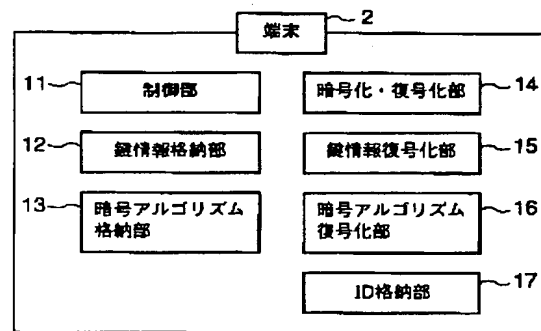 端末
2
11
制御部
暗号化・復号化部
14
12
鍵情報格納部
鍵情報復号化部
15
13
暗号アルゴリズム
格納部
暗号アルゴリズム
復号化部
16
ID格納部
17